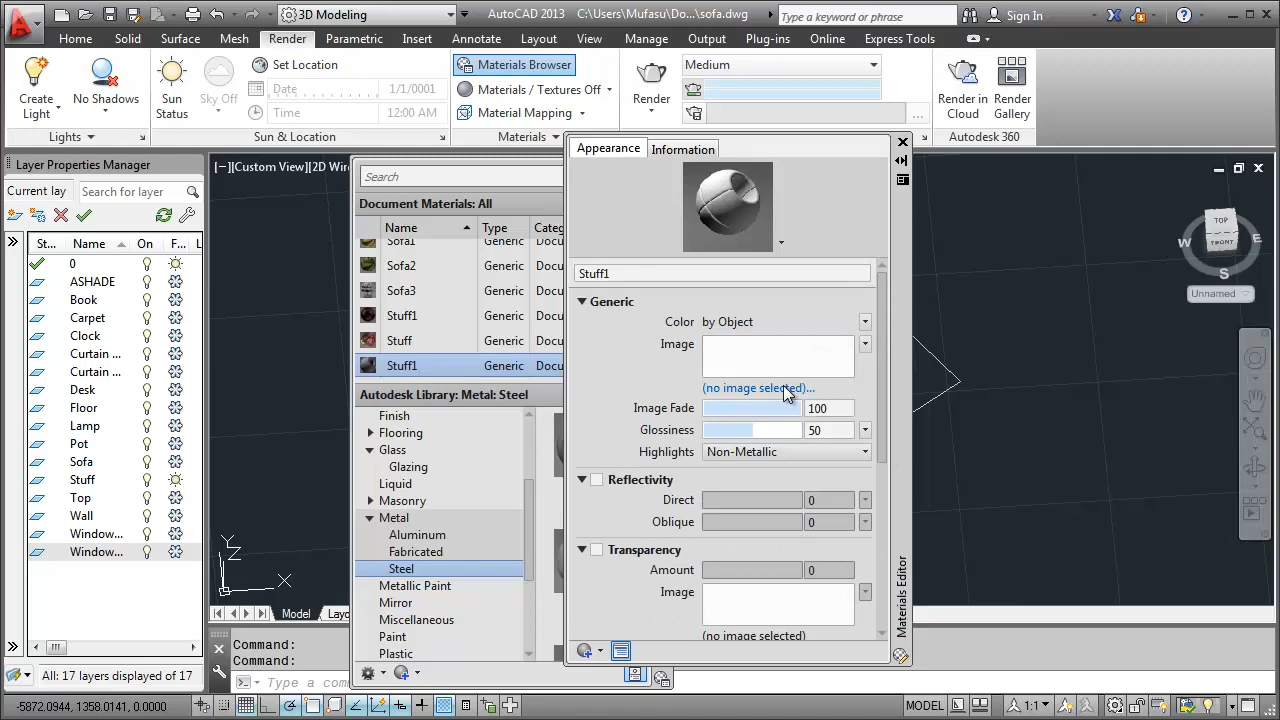 3D Modeling
AutoCAD 2013 C:\Users\Mufasu\Do...\sofa.dwg
Type a keyword or phrase
Sign In
Home Solid Surface Mesh Render Parametric Insert Annotate Layout View Manage Output Plug-ins Online Express Tools
Create Light
No Shadows
Lights
Sun Status
Sky Off
Set Location
Date 1/1/0001
Time 12:00 AM
Sun & Location
Materials Browser
Materials / Textures Off
Material Mapping
Materials
Render
Medium
...
Render in Cloud
Render Gallery
Autodesk 360
Layer Properties Manager
Current lay
Search for layer
St... Name On F... L
0
ASHADE
Book
Carpet
Clock
Curtain ...
Curtain ...
Desk
Floor
Lamp
Pot
Sofa
Stuff
Top
Wall
Window...
Window...
All: 17 layers displayed of 17
[−][Custom View][2D Wir
Search
Document Materials: All
Name Type Categ
Sofa1 Generic Docu
Sofa2 Generic Docu
Sofa3 Generic Docu
Stuff1 Generic Docu
Stuff Generic Docu
Stuff1 Generic Docu
Autodesk Library: Metal: Steel
Finish
Flooring
Glass
Glazing
Liquid
Masonry
Metal
Aluminum
Fabricated
Steel
Metallic Paint
Mirror
Miscellaneous
Paint
Plastic
Appearance Information
Stuff1
Generic
Color by Object
Image
(no image selected)...
Image Fade 100
Glossiness 50
Highlights Non-Metallic
Reflectivity
Direct 0
Oblique 0
Transparency
Amount 0
Image
(no image selected)
Materials Editor
TOP
FRONT
W E
S
Unnamed
Y
Z
X
Model Layo
Command:
Command:
Type a comm
-5872.0944, 1358.0141, 0.0000
MODEL
1:1